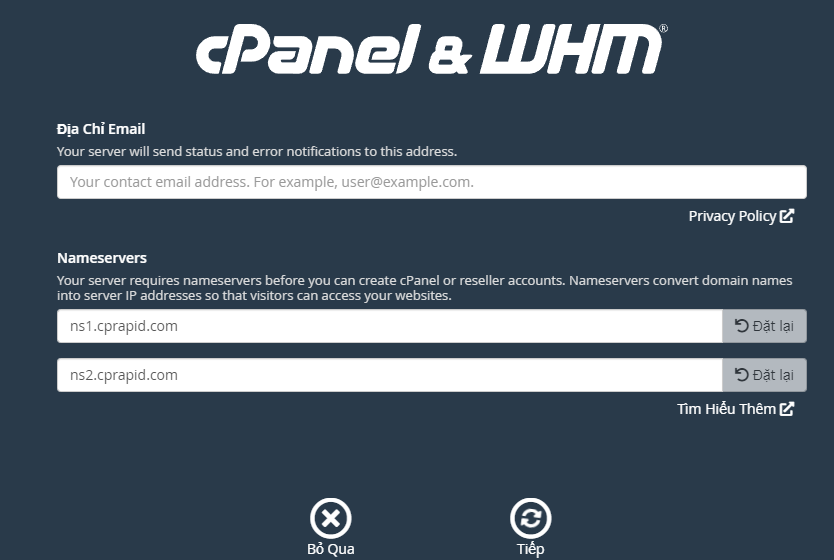 cPanel & WHM®
Địa Chỉ Email
Your server will send status and error notifications to this address.
Your contact email address. For example, user@example.com.
Privacy Policy
Nameservers
Your server requires nameservers before you can create cPanel or reseller accounts. Nameservers convert domain names
into server IP addresses so that visitors can access your websites.
ns1.cprapid.com Đặt lại
ns2.cprapid.com Đặt lại
Tìm Hiểu Thêm
Bỏ Qua Tiếp